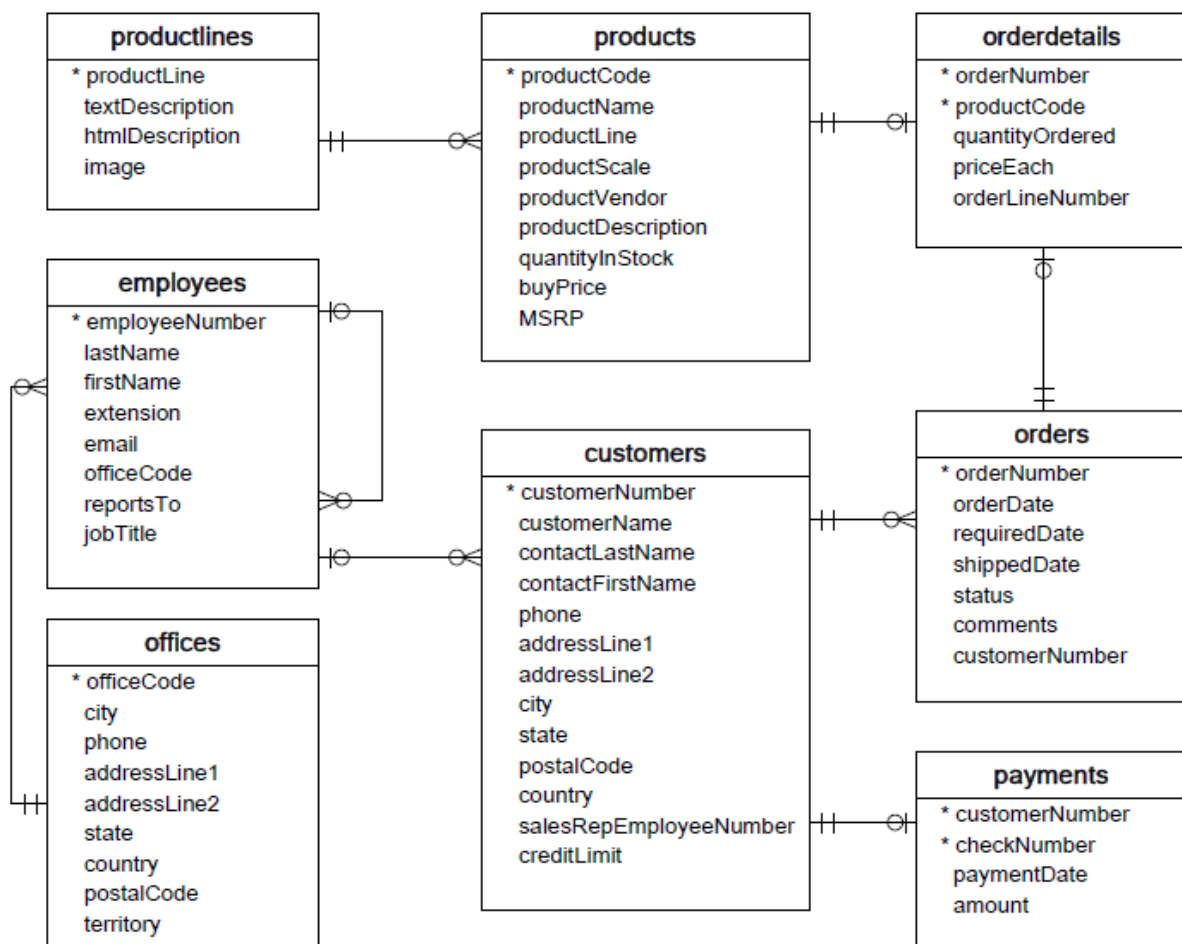 productlines
* productLine
textDescription
htmlDescription
image
products
* productCode
productName
productLine
productScale
productVendor
productDescription
quantityInStock
buyPrice
MSRP
orderdetails
* orderNumber
* productCode
quantityOrdered
priceEach
orderLineNumber
employees
* employeeNumber
lastName
firstName
extension
email
officeCode
reportsTo
jobTitle
customers
* customerNumber
customerName
contactLastName
contactFirstName
phone
addressLine1
addressLine2
city
state
postalCode
country
salesRepEmployeeNumber
creditLimit
orders
* orderNumber
orderDate
requiredDate
shippedDate
status
comments
customerNumber
offices
* officeCode
city
phone
addressLine1
addressLine2
state
country
postalCode
territory
payments
* customerNumber
* checkNumber
paymentDate
amount